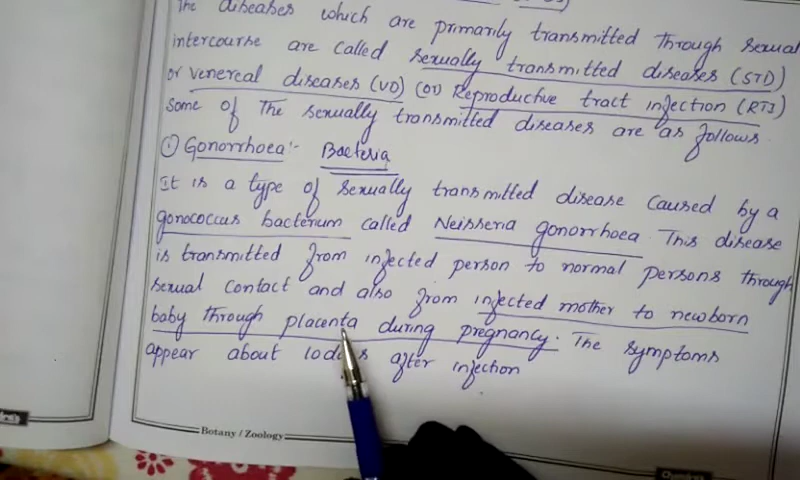 The diseases which are primarily transmitted through sexual
intercourse are called sexually transmitted diseases (STD)
or venereal diseases (VD) (or) Reproductive tract infection (RTI)
Some of The sexually transmitted diseases are as follows.
① Gonorrhoea:- Bacteria
It is a type of sexually transmitted disease caused by a
gonococcus bacterium called Neisseria gonorrhoea. This disease
is transmitted from infected person to normal persons through
sexual contact and also from infected mother to newborn
baby through placenta during pregnancy. The symptoms
appear about 10 after infection
Botany / Zoology